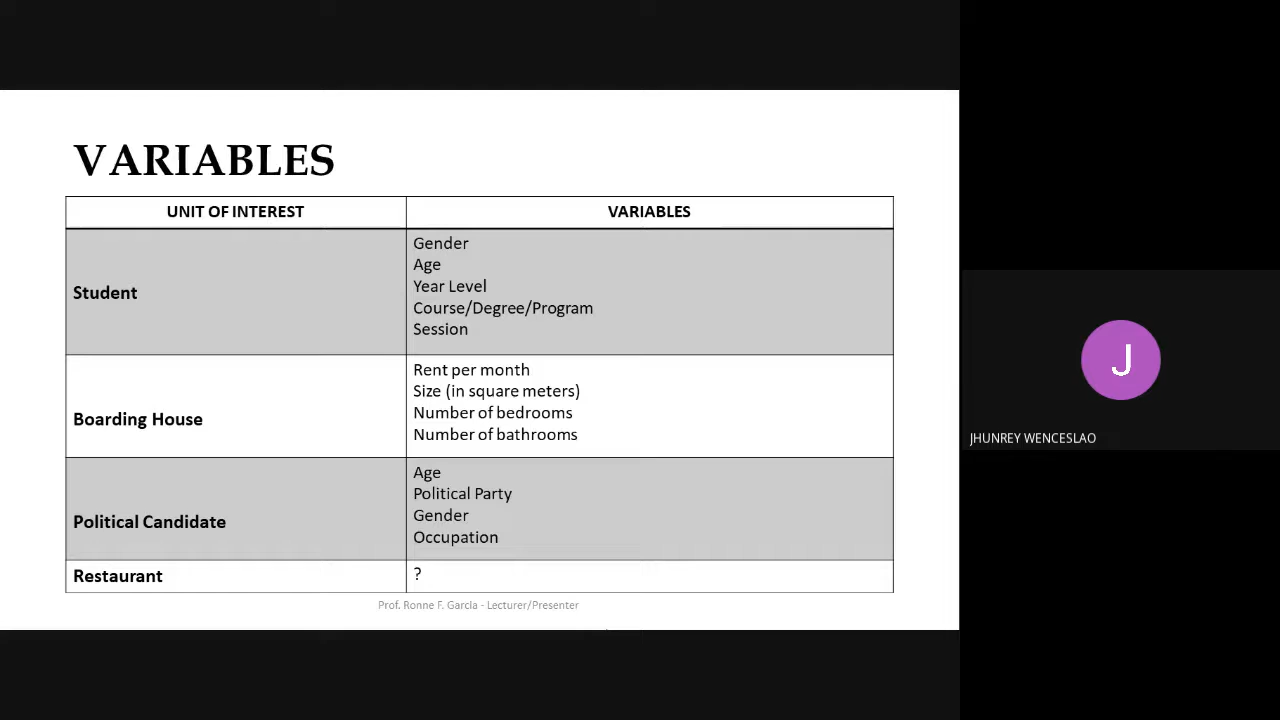 VARIABLES
UNIT OF INTEREST
VARIABLES
Student
Gender
Age
Year Level
Course/Degree/Program
Session
Boarding House
Rent per month
Size (in square meters)
Number of bedrooms
Number of bathrooms
Political Candidate
Age
Political Party
Gender
Occupation
Restaurant
?
Prof. Ronne F. Garcia - Lecturer/Presenter
J
JHUNREY WENCESLAO